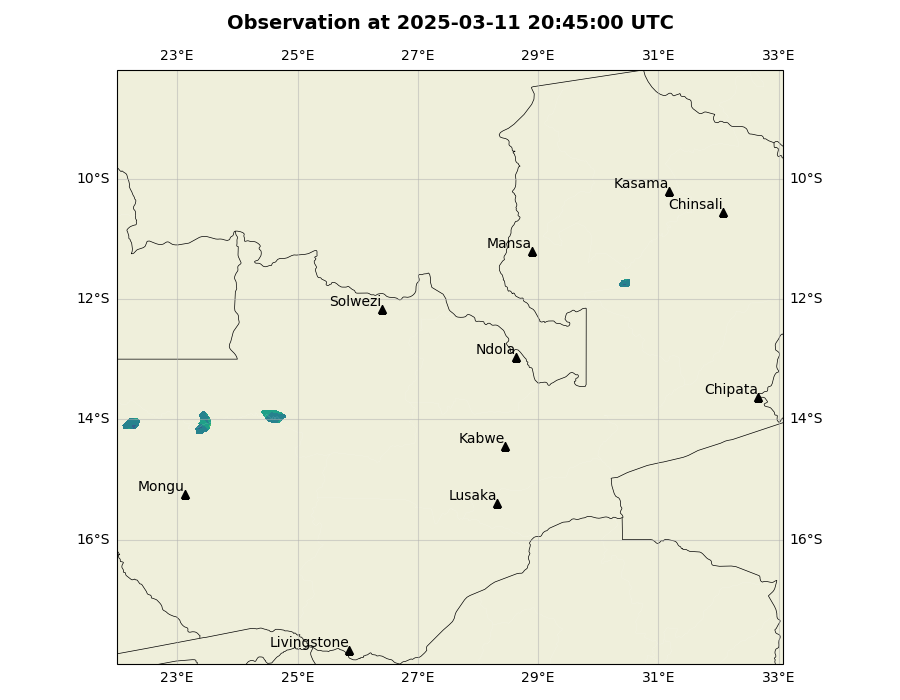 Observation at 2025-03-11 20:45:00 UTC
23°E 25°E 27°E 29°E 31°E 33°E
10°S 10°S
Kasama
Chinsali
Mansa
12°S 12°S
Solwezi
Ndola
Chipata
14°S 14°S
Kabwe
Mongu
Lusaka
16°S 16°S
Livingstone
23°E 25°E 27°E 29°E 31°E 33°E